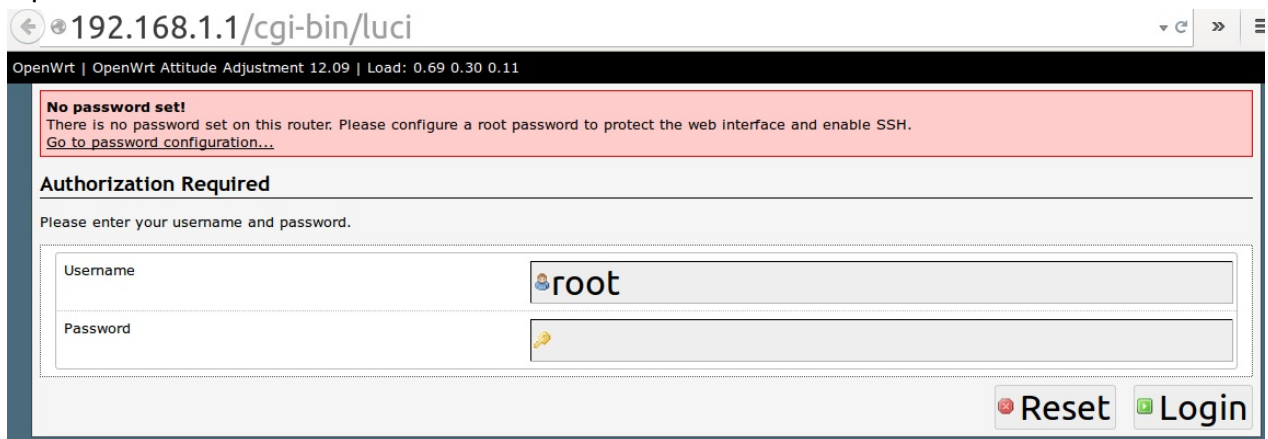 192.168.1.1/cgi-bin/luci
OpenWrt | OpenWrt Attitude Adjustment 12.09 | Load: 0.69 0.30 0.11
No password set!
There is no password set on this router. Please configure a root password to protect the web interface and enable SSH.
Go to password configuration...
Authorization Required
Please enter your username and password.
Username
root
Password
Reset Login